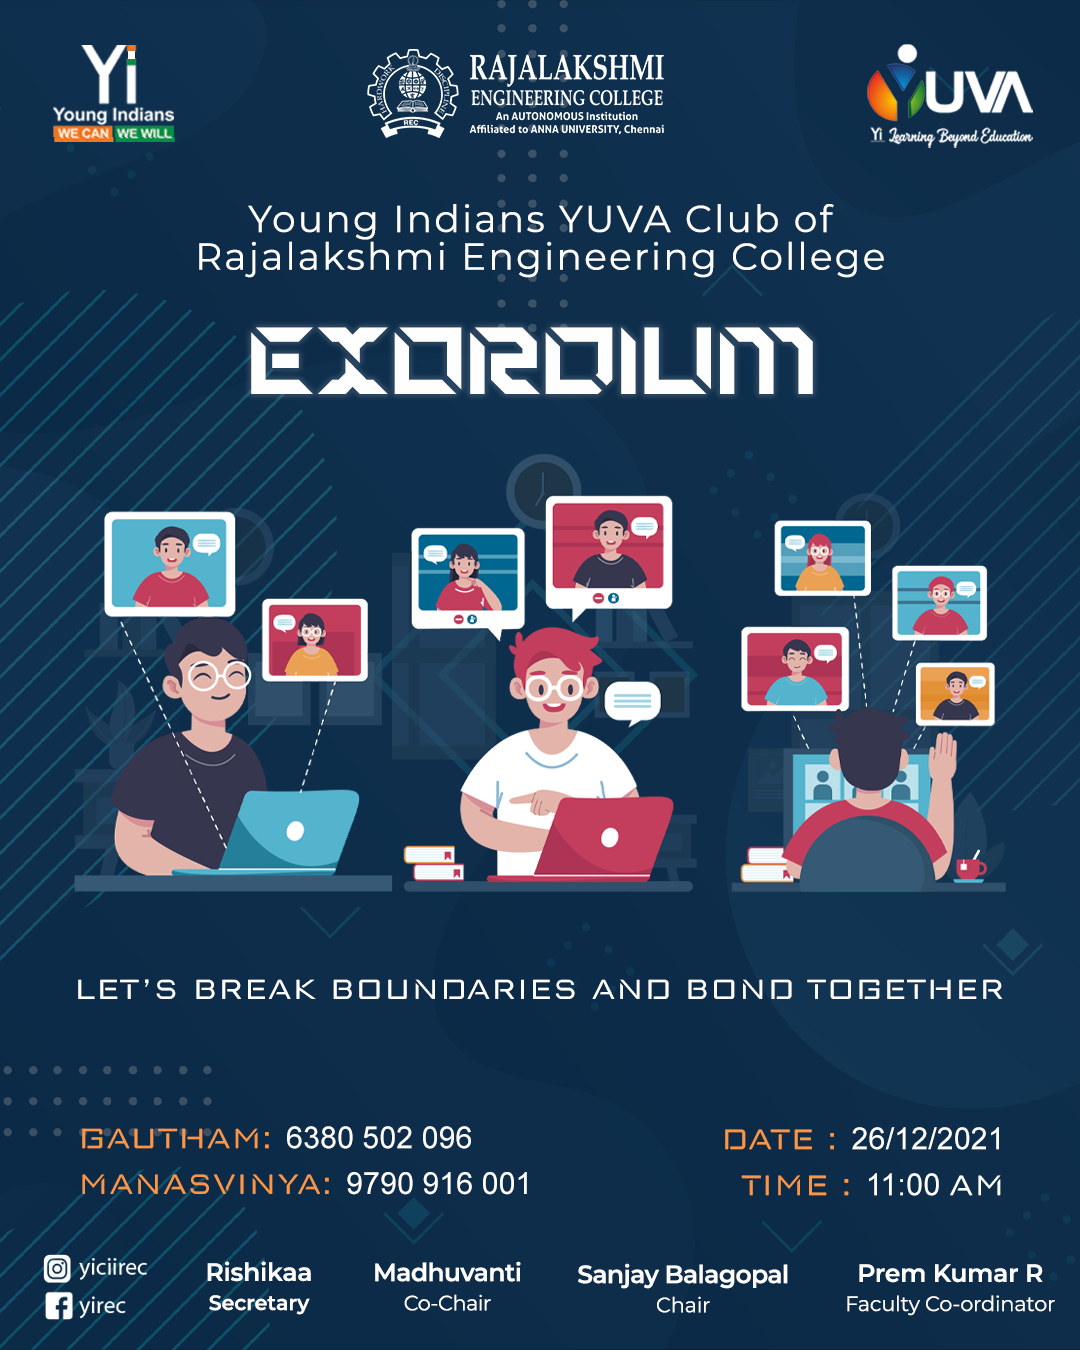 Yi
Young Indians
WE CAN WE WILL
HARDWORK DISCIPLINE
REC
RAJALAKSHMI
ENGINEERING COLLEGE
An AUTONOMOUS Institution
Affiliated to ANNA UNIVERSITY, Chennai
YUVA
Yi Learning Beyond Education
Young Indians YUVA Club of
Rajalakshmi Engineering College
EXORDIUM
LET'S BREAK BOUNDARIES AND BOND TOGETHER
GAUTHAM: 6380 502 096
MANASVINYA: 9790 916 001
DATE : 26/12/2021
TIME : 11:00 AM
yiciirec
yirec
Rishikaa
Secretary
Madhuvanti
Co-Chair
Sanjay Balagopal
Chair
Prem Kumar R
Faculty Co-ordinator